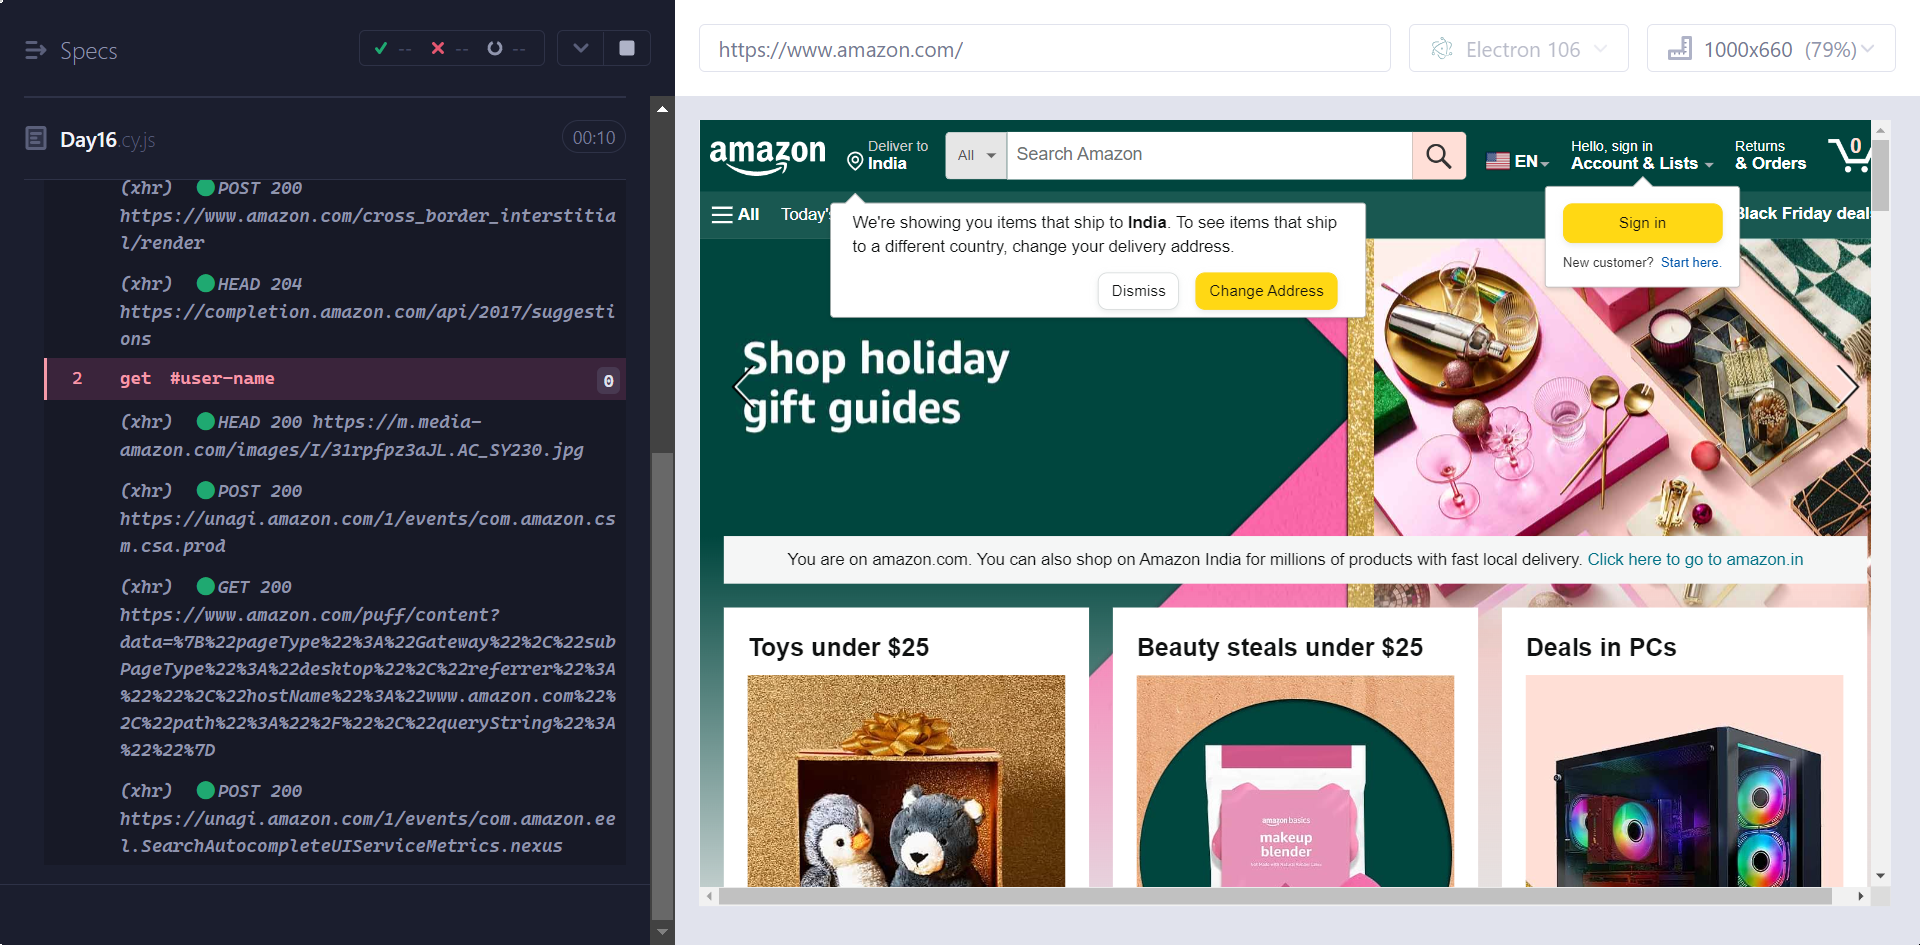 Specs
-- -- --
https://www.amazon.com/
Electron 106
1000x660 (79%)
Day16.cy.js
00:10
(xhr) POST 200
https://www.amazon.com/cross_border_interstitia
l/render
(xhr) HEAD 204
https://completion.amazon.com/api/2017/suggesti
ons
2 get #user-name 0
(xhr) HEAD 200 https://m.media-
amazon.com/images/I/31rpfpz3aJL.AC_SY230.jpg
(xhr) POST 200
https://unagi.amazon.com/1/events/com.amazon.cs
m.csa.prod
(xhr) GET 200
https://www.amazon.com/puff/content?
data=%7B%22pageType%22%3A%22Gateway%22%2C%22sub
PageType%22%3A%22desktop%22%2C%22referrer%22%3A
%22%22%2C%22hostName%22%3A%22www.amazon.com%22%
2C%22path%22%3A%22%2F%22%2C%22queryString%22%3A
%22%22%7D
(xhr) POST 200
https://unagi.amazon.com/1/events/com.amazon.ee
l.SearchAutocompleteUIServiceMetrics.nexus
amazon
Deliver to
India
All
Search Amazon
EN
Hello, sign in
Account & Lists
Returns
& Orders
0
All
Today's
Black Friday deal
We're showing you items that ship to India. To see items that ship
to a different country, change your delivery address.
Dismiss
Change Address
Sign in
New customer? Start here.
Shop holiday
gift guides
You are on amazon.com. You can also shop on Amazon India for millions of products with fast local delivery. Click here to go to amazon.in
Toys under $25
Beauty steals under $25
Deals in PCs
amazon basics
makeup
blender